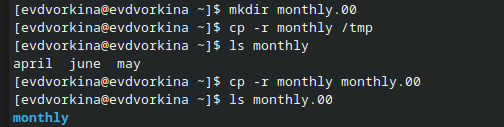 [evdvorkina@evdvorkina ~]$ mkdir monthly.00
[evdvorkina@evdvorkina ~]$ cp -r monthly /tmp
[evdvorkina@evdvorkina ~]$ ls monthly
april  june  may
[evdvorkina@evdvorkina ~]$ cp -r monthly monthly.00
[evdvorkina@evdvorkina ~]$ ls monthly.00
monthly